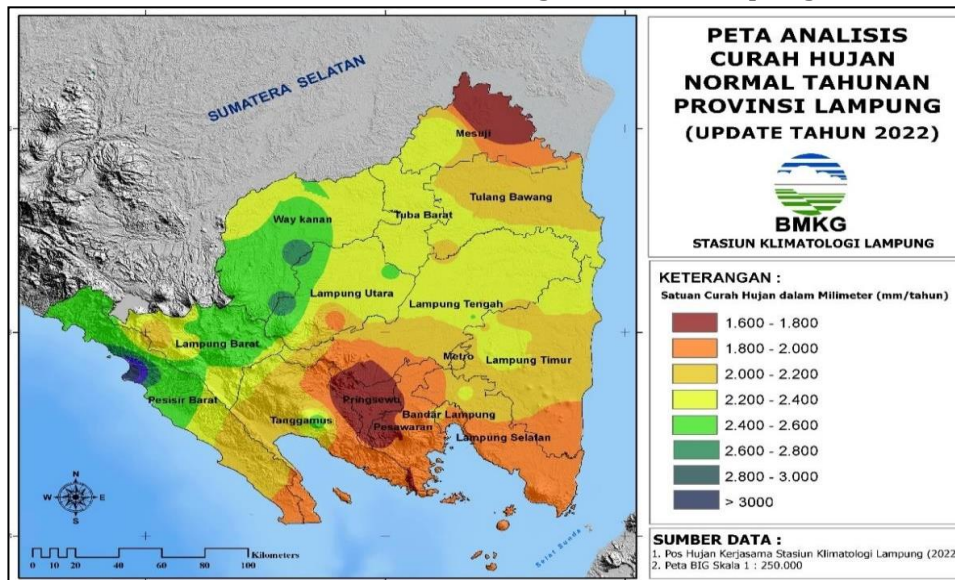 PETA ANALISIS
CURAH HUJAN
NORMAL TAHUNAN
PROVINSI LAMPUNG
(UPDATE TAHUN 2022)
BMKG
STASIUN KLIMATOLOGI LAMPUNG
KETERANGAN :
Satuan Curah Hujan dalam Milimeter (mm/tahun)
1.600 - 1.800
1.800 - 2.000
2.000 - 2.200
2.200 - 2.400
2.400 - 2.600
2.600 - 2.800
2.800 - 3.000
> 3000
SUMBER DATA :
1. Pos Hujan Kerjasama Stasiun Klimatologi Lampung (2022
2. Peta BIG Skala 1 : 250.000
SUMATERA SELATAN
Mesuji
Tulang Bawang
Way kanan
Tuba Barat
Lampung Utara
Lampung Tengah
Lampung Barat
Metro
Lampung Timur
Pesisir Barat
Pringsewu
Tanggamus
Bandar Lampung
Pesawaran
Lampung Selatan
N
W E
S
0 10 20 40 60 80 100
Kilometers
Selat Sunda